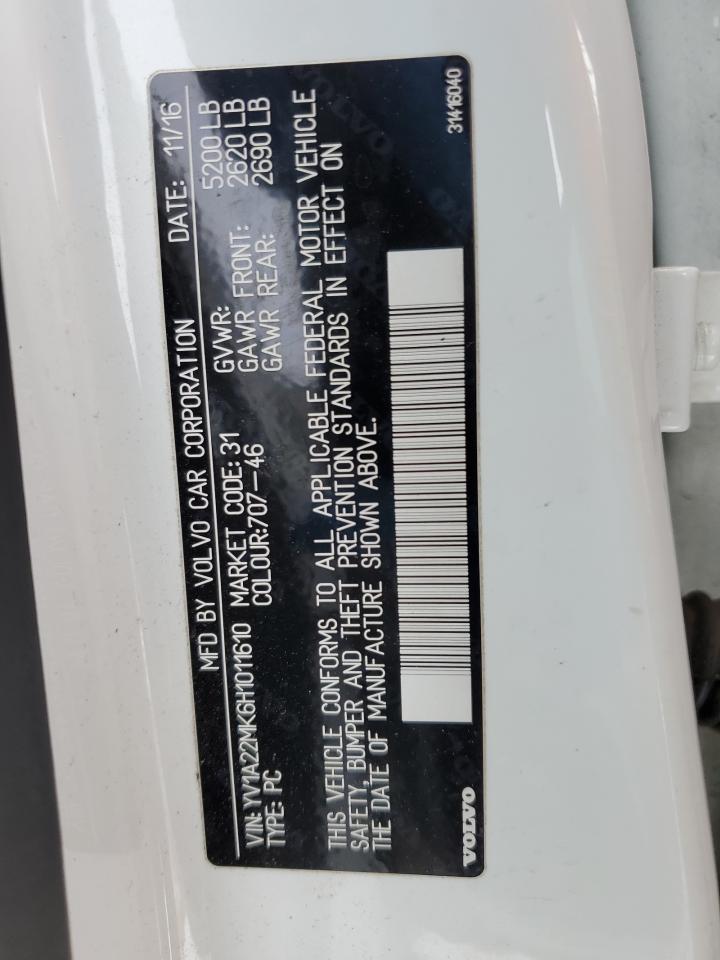 MFD BY VOLVO CAR CORPORATION DATE: 11/16
VIN: YV1A22MK6H1011610 GVWR: 5200 LB
TYPE: PC MARKET CODE: 31 GAWR FRONT: 2620 LB
COLOUR:707-46 GAWR REAR: 2690 LB
THIS VEHICLE CONFORMS TO ALL APPLICABLE FEDERAL MOTOR VEHICLE
SAFETY, BUMPER AND THEFT PREVENTION STANDARDS IN EFFECT ON
THE DATE OF MANUFACTURE SHOWN ABOVE.
VOLVO 31416040